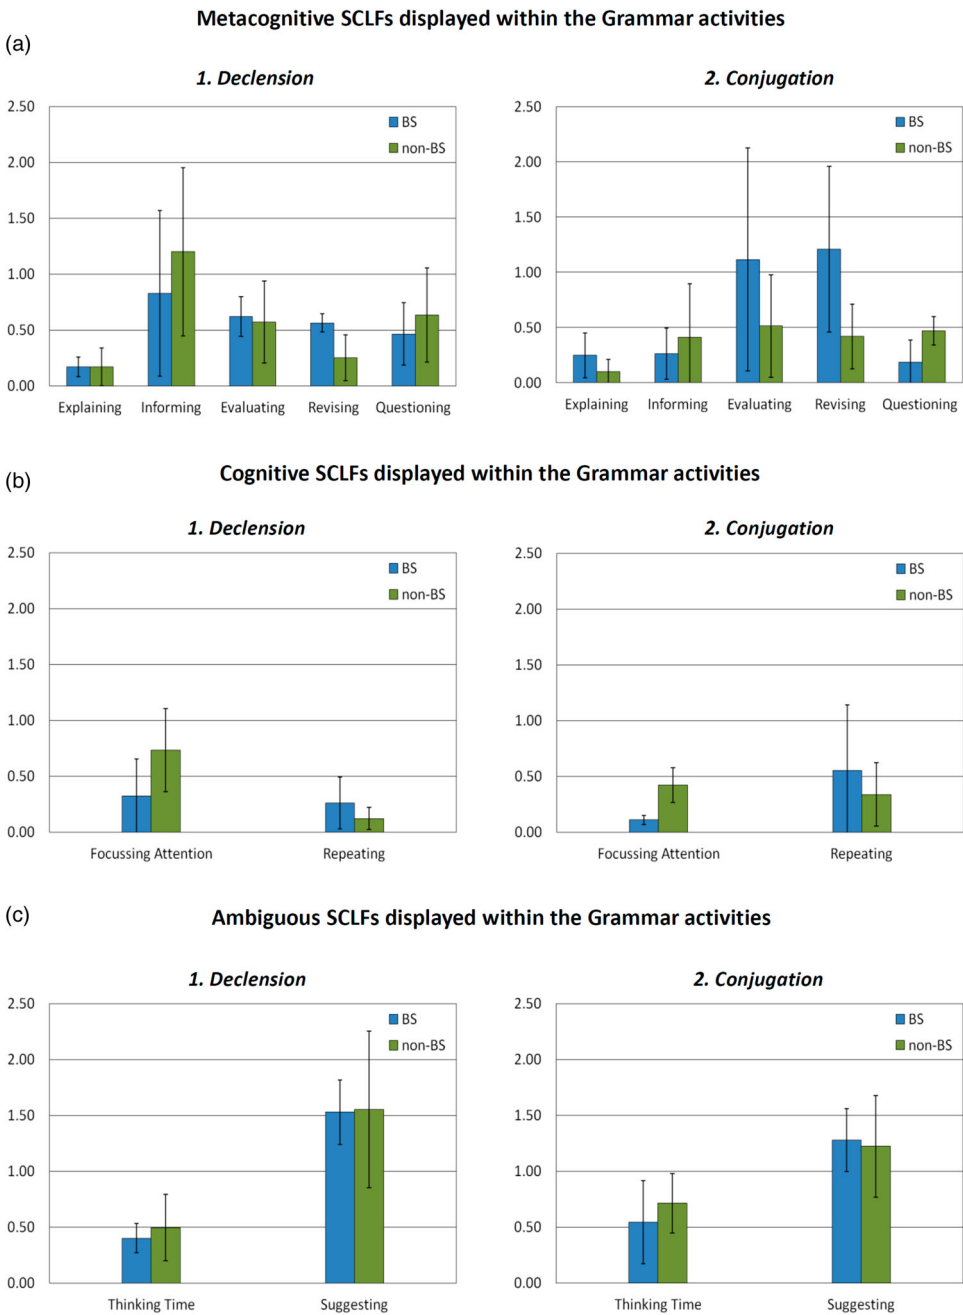 Metacognitive SCLFs displayed within the Grammar activities
(a)
1. Declension
2.50
2.00
1.50
1.00
0.50
0.00
BS
non-BS
Explaining Informing Evaluating Revising Questioning
2. Conjugation
2.50
2.00
1.50
1.00
0.50
0.00
BS
non-BS
Explaining Informing Evaluating Revising Questioning
(b)
Cognitive SCLFs displayed within the Grammar activities
1. Declension
2.50
2.00
1.50
1.00
0.50
0.00
BS
non-BS
Focussing Attention Repeating
2. Conjugation
2.50
2.00
1.50
1.00
0.50
0.00
BS
non-BS
Focussing Attention Repeating
(c)
Ambiguous SCLFs displayed within the Grammar activities
1. Declension
2.50
2.00
1.50
1.00
0.50
0.00
BS
non-BS
Thinking Time Suggesting
2. Conjugation
2.50
2.00
1.50
1.00
0.50
0.00
BS
non-BS
Thinking Time Suggesting